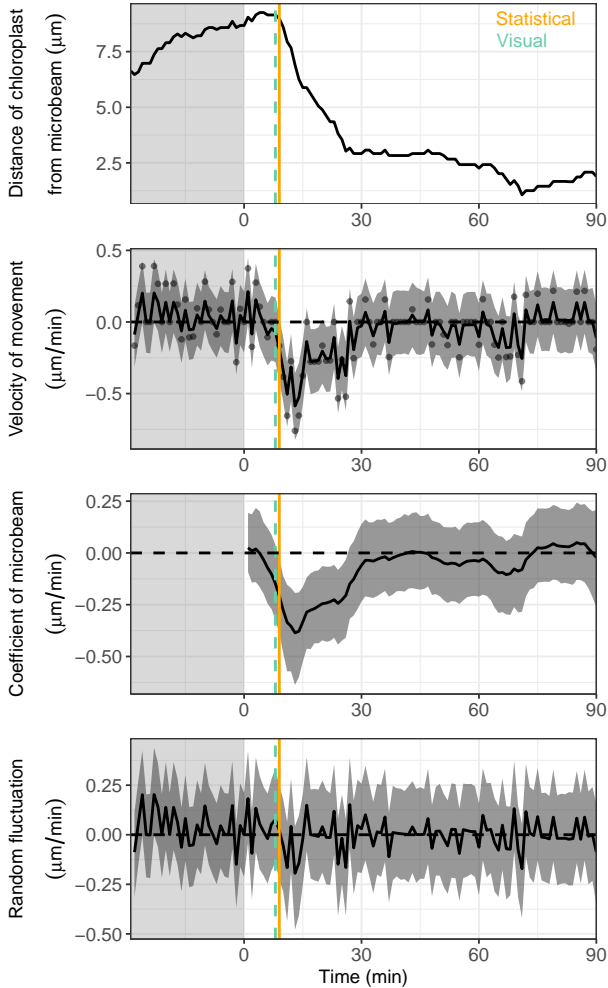 Distance of chloroplast
from microbeam (μm)
7.5
5.0
2.5
Statistical
Visual
0
30
60
90
Velocity of movement
(μm/min)
0.5
0.0
−0.5
0
30
60
90
Coefficient of microbeam
(μm/min)
0.25
0.00
−0.25
−0.50
0
30
60
90
Random fluctuation
(μm/min)
0.25
0.00
−0.25
−0.50
0
30
60
90
Time (min)